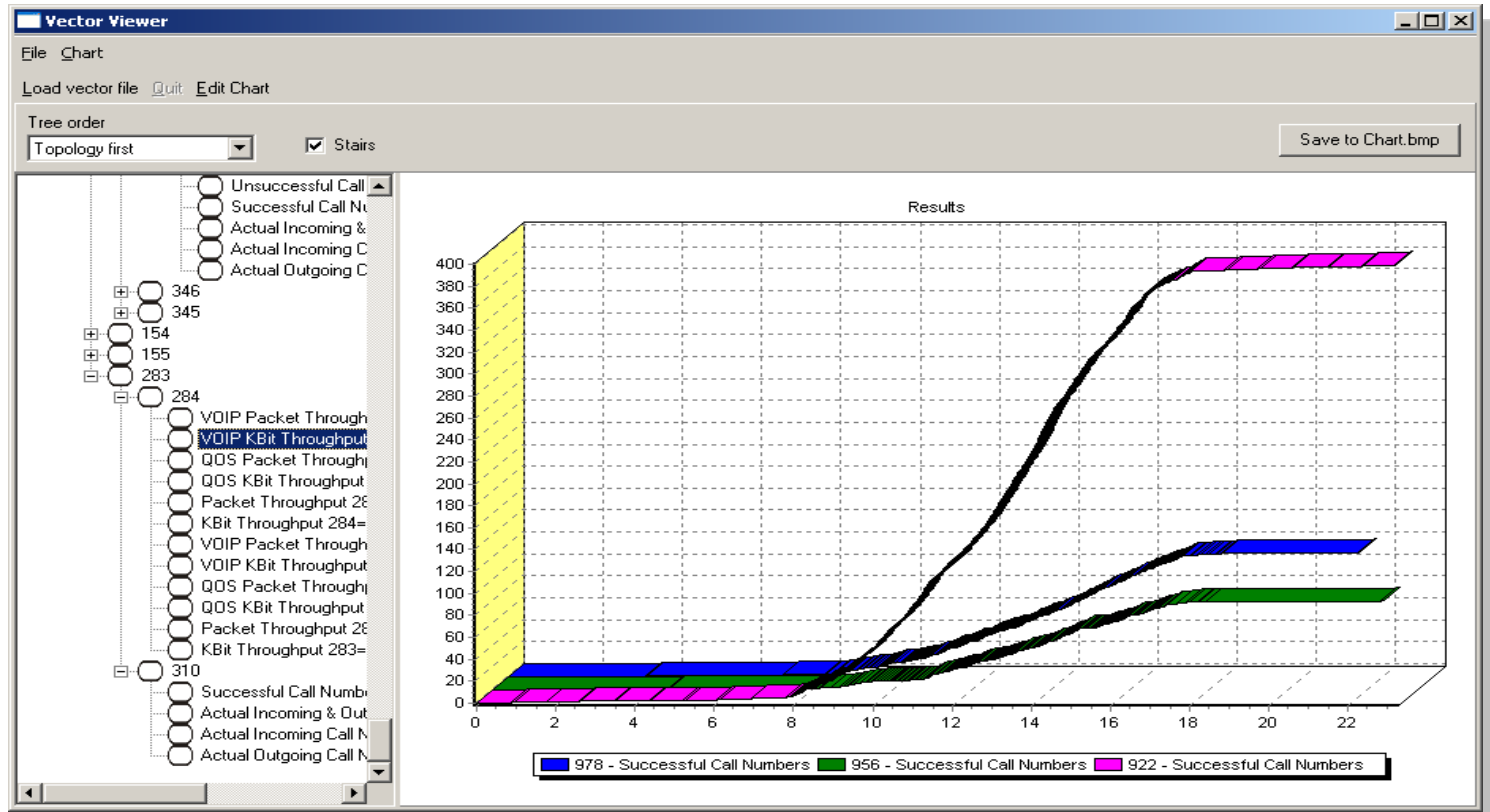 Vector Viewer
File Chart
Load vector file Quit Edit Chart
Tree order
Topology first
Stairs
Save to Chart.bmp
Unsuccessful Call
Successful Call Nu
Actual Incoming &
Actual Incoming C
Actual Outgoing C
346
345
154
155
283
284
VOIP Packet Through
VOIP KBit Throughput
QOS Packet Throughp
QOS KBit Throughput
Packet Throughput 28
KBit Throughput 284=
VOIP Packet Through
VOIP KBit Throughput
QOS Packet Throughp
QOS KBit Throughput
Packet Throughput 28
KBit Throughput 283=
310
Successful Call Numbe
Actual Incoming & Out
Actual Incoming Call N
Actual Outgoing Call N
Results
400
380
360
340
320
300
280
260
240
220
200
180
160
140
120
100
80
60
40
20
0
0 2 4 6 8 10 12 14 16 18 20 22
978 - Successful Call Numbers 956 - Successful Call Numbers 922 - Successful Call Numbers